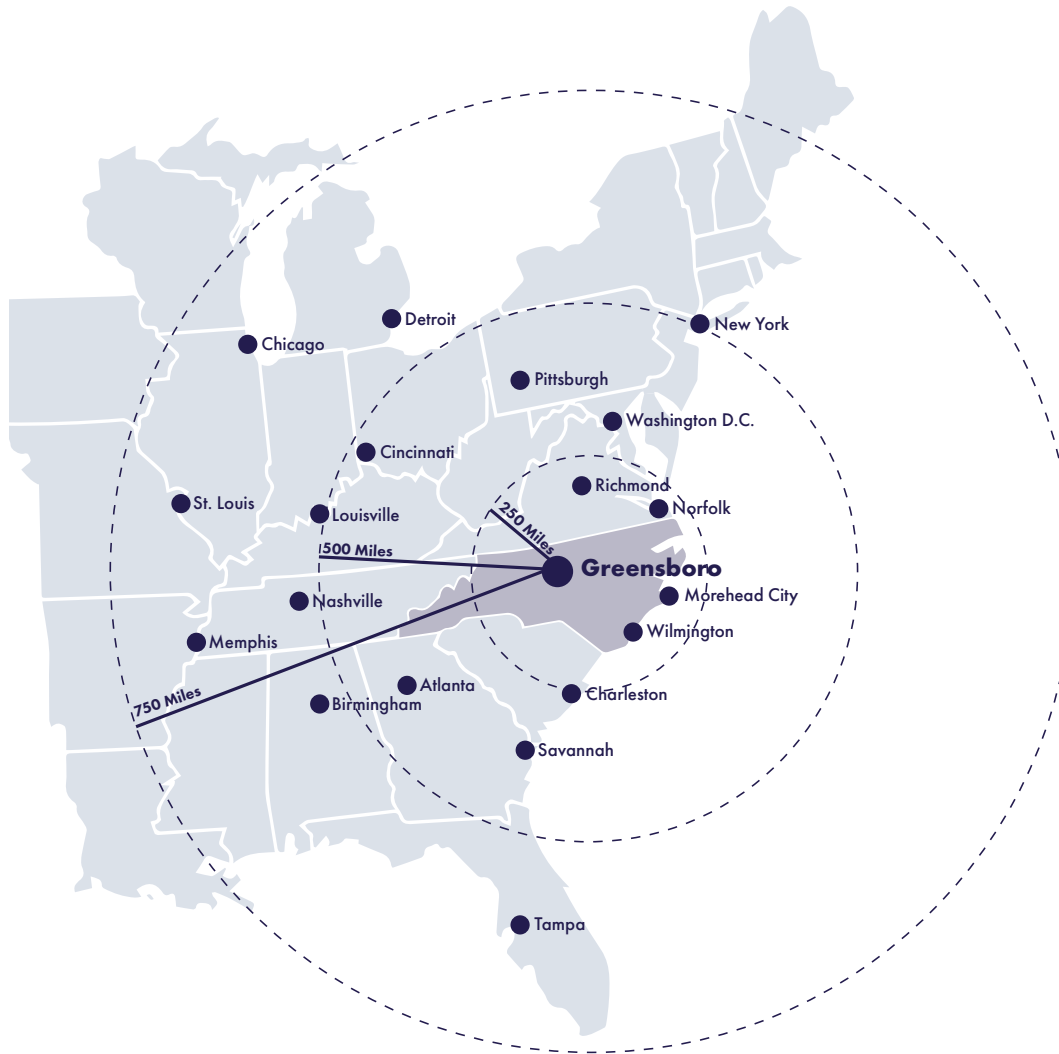 Detroit
New York
Chicago
Pittsburgh
Washington D.C.
Cincinnati
Richmond
St. Louis
Louisville
Norfolk
250 Miles
500 Miles
Greensboro
Nashville
Morehead City
Wilmington
Memphis
Atlanta
Charleston
750 Miles
Birmingham
Savannah
Tampa